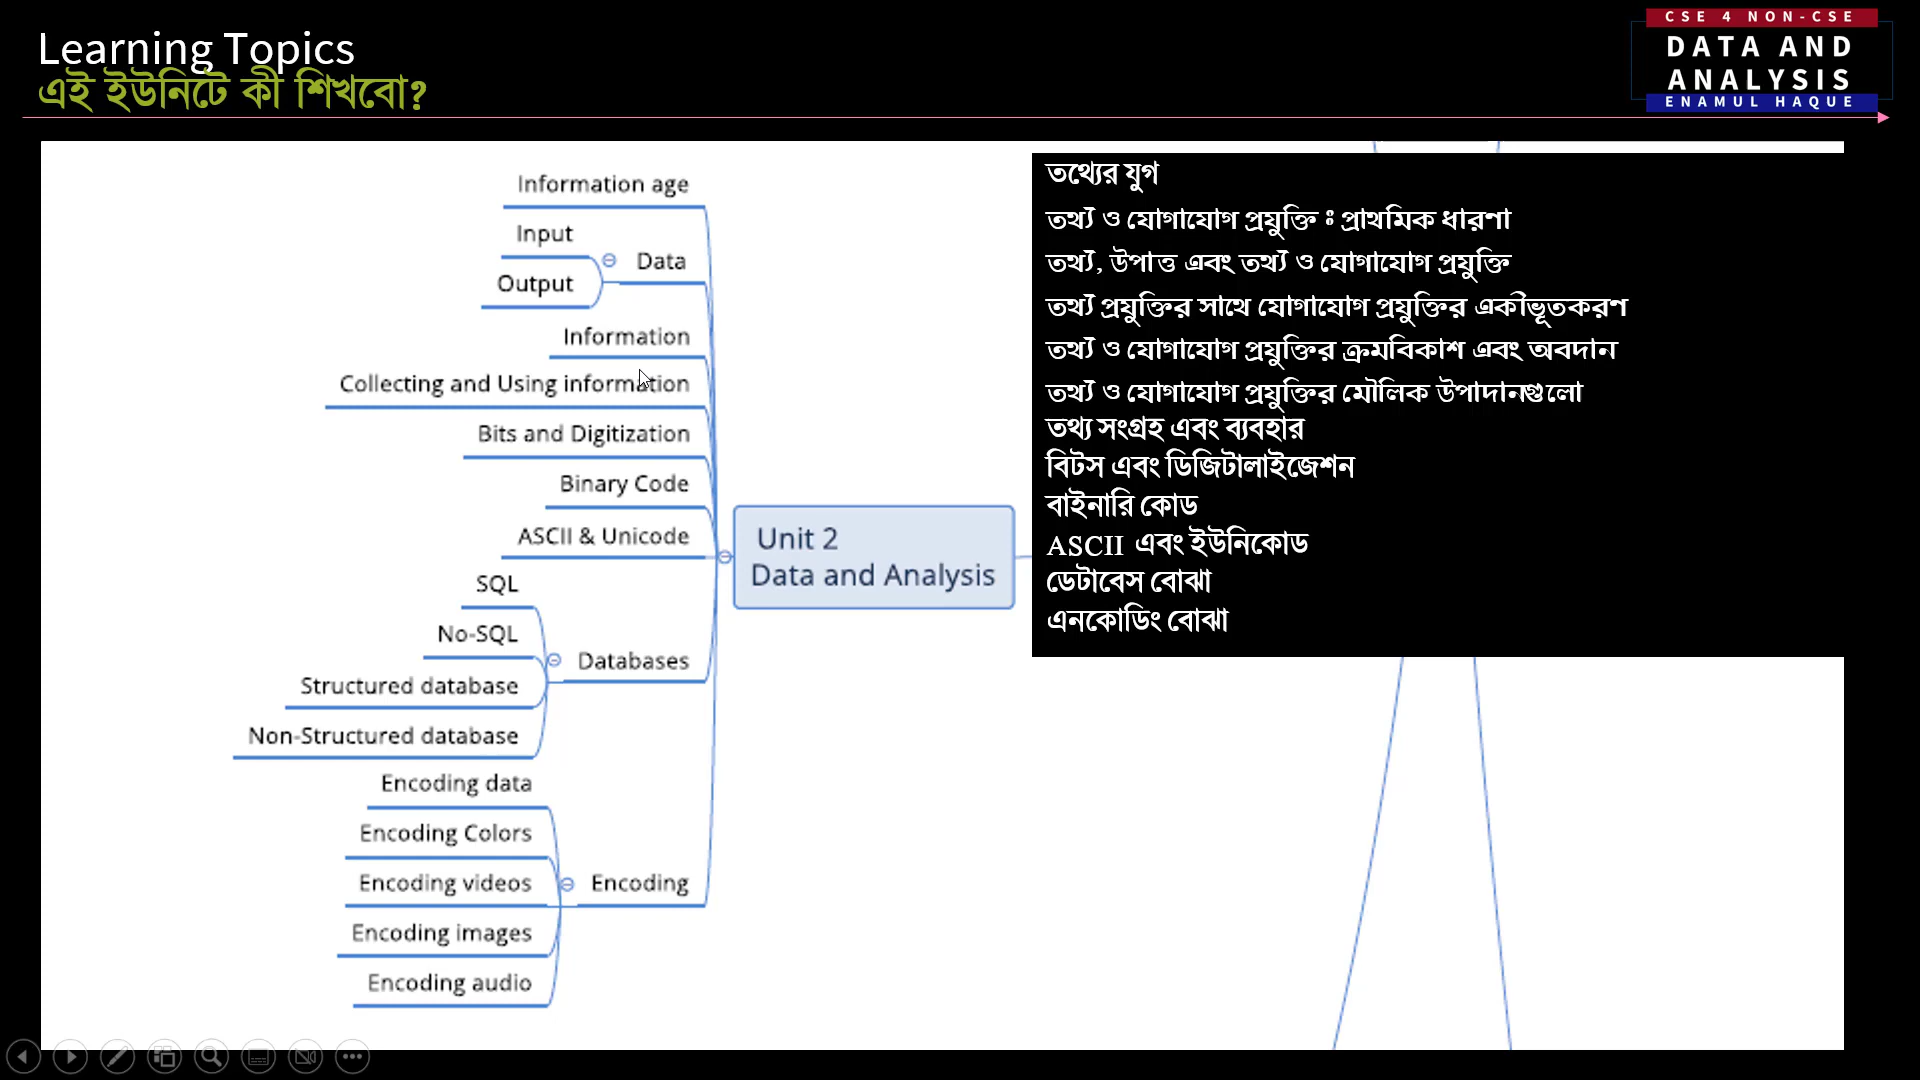 Learning Topics
এই ইউনিটে কী শিখবো?
CSE 4 NON-CSE
DATA AND
ANALYSIS
ENAMUL HAQUE
Information age
Input
Data
Output
Information
Collecting and Using information
Bits and Digitization
Binary Code
ASCII & Unicode
SQL
No-SQL
Databases
Structured database
Non-Structured database
Encoding data
Encoding Colors
Encoding videos
Encoding
Encoding images
Encoding audio
Unit 2
Data and Analysis
তথ্যের যুগ
তথ্য ও যোগাযোগ প্রযুক্তি ঃ প্রাথমিক ধারণা
তথ্য, উপাত্ত এবং তথ্য ও যোগাযোগ প্রযুক্তি
তথ্য প্রযুক্তির সাথে যোগাযোগ প্রযুক্তির একীভূতকরণ
তথ্য ও যোগাযোগ প্রযুক্তির ক্রমবিকাশ এবং অবদান
তথ্য ও যোগাযোগ প্রযুক্তির মৌলিক উপাদানগুলো
তথ্য সংগ্রহ এবং ব্যবহার
বিটস এবং ডিজিটালাইজেশন
বাইনারি কোড
ASCII এবং ইউনিকোড
ডেটাবেস বোঝা
এনকোডিং বোঝা